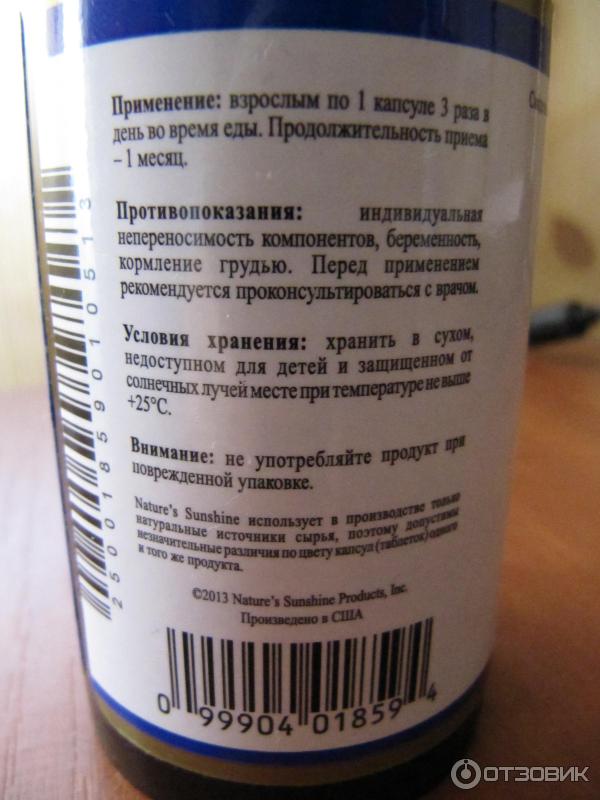 Применение: взрослым по 1 капсуле 3 раза в
день во время еды. Продолжительность приема
– 1 месяц.
Противопоказания: индивидуальная
непереносимость компонентов, беременность,
кормление грудью. Перед применением
рекомендуется проконсультироваться с врачом.
Условия хранения: хранить в сухом,
недоступном для детей и защищенном от
солнечных лучей месте при температуре не выше
+25°C.
Внимание: не употребляйте продукт при
поврежденной упаковке.
Nature's Sunshine использует в производстве только
натуральные источники сырья, поэтому допустимы
незначительные различия по цвету капсул (таблеток) одного
и того же продукта.
©2013 Nature's Sunshine Products, Inc.
Произведено в США
0 99904 01859 4
25001859010513
ОТЗОВИК